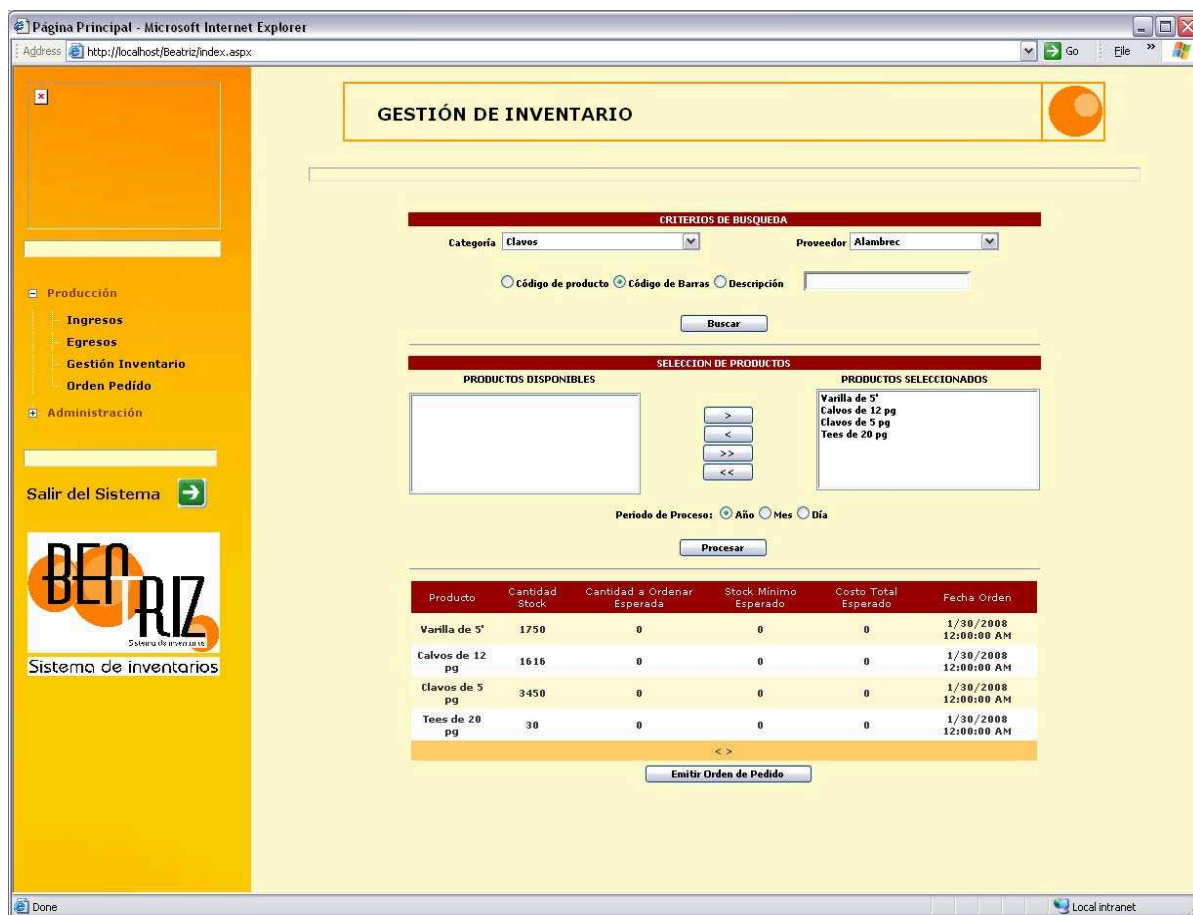 Página Principal - Microsoft Internet Explorer
Address http://localhost/Beatriz/index.aspx Go File »
GESTIÓN DE INVENTARIO
CRITERIOS DE BUSQUEDA
Categoría Clavos Proveedor Alambrec
Código de producto Código de Barras Descripción
Buscar
Producción
Ingresos
Egresos
Gestión Inventario
Orden Pedído
Administración
Salir del Sistema
BEATRIZ
Sistema de inventarios
Sistema de inventarios
SELECCION DE PRODUCTOS
PRODUCTOS DISPONIBLES PRODUCTOS SELECCIONADOS
Varilla de 5'
Calvos de 12 pg
Clavos de 5 pg
Tees de 20 pg
>
<
>>
<<
Periodo de Proceso: Año Mes Día
Procesar
Producto Cantidad Stock Cantidad a Ordenar Esperada Stock Mínimo Esperado Costo Total Esperado Fecha Orden
Varilla de 5' 1750 0 0 0 1/30/2008 12:00:00 AM
Calvos de 12 pg 1616 0 0 0 1/30/2008 12:00:00 AM
Clavos de 5 pg 3450 0 0 0 1/30/2008 12:00:00 AM
Tees de 20 pg 30 0 0 0 1/30/2008 12:00:00 AM
< >
Emitir Orden de Pedido
Done Local intranet